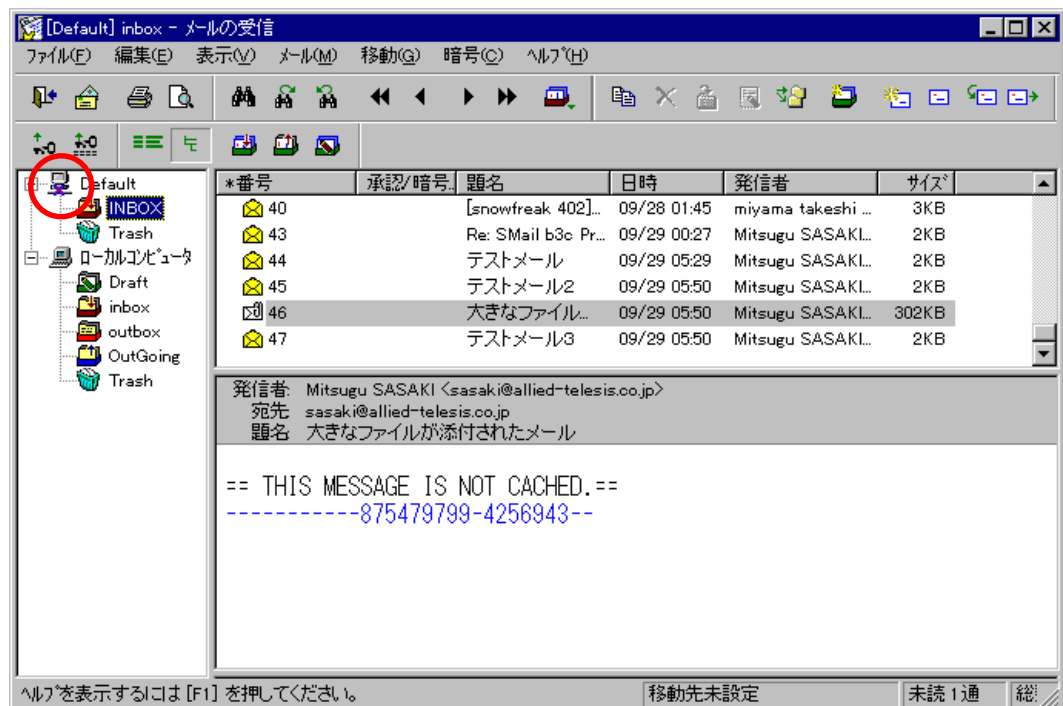 [Default] inbox - メールの受信
ファイル(F) 編集(E) 表示(V) メール(M) 移動(G) 暗号(C) ヘルプ(H)
Default
INBOX
Trash
ローカルコンピュータ
Draft
inbox
outbox
OutGoing
Trash
*番号 承認/暗号 題名 日時 発信者 サイズ
40 [snowfreak 402]... 09/28 01:45 miyama takeshi ... 3KB
43 Re: SMail b3c Pr... 09/29 00:27 Mitsugu SASAKI... 2KB
44 テストメール 09/29 05:29 Mitsugu SASAKI... 2KB
45 テストメール2 09/29 05:50 Mitsugu SASAKI... 2KB
46 大きなファイル... 09/29 05:50 Mitsugu SASAKI... 302KB
47 テストメール3 09/29 05:50 Mitsugu SASAKI... 2KB
発信者: Mitsugu SASAKI <sasaki@allied-telesis.co.jp>
宛先 sasaki@allied-telesis.co.jp
題名 大きなファイルが添付されたメール
== THIS MESSAGE IS NOT CACHED.==
-----------875479799-4256943--
ヘルプを表示するには [F1] を押してください。 移動先未設定 未読 1通 総